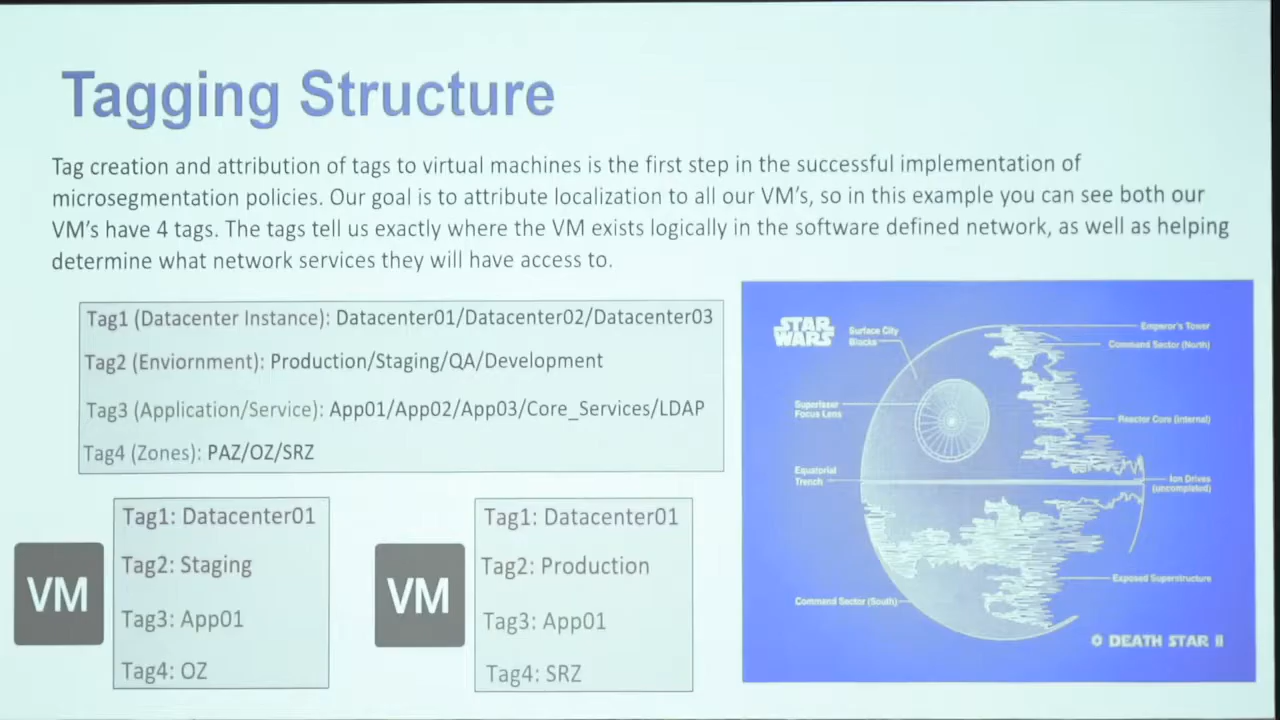 Tagging Structure
Tag creation and attribution of tags to virtual machines is the first step in the successful implementation of
microsegmentation policies. Our goal is to attribute localization to all our VM's, so in this example you can see both our
VM's have 4 tags. The tags tell us exactly where the VM exists logically in the software defined network, as well as helping
determine what network services they will have access to.
Tag1 (Datacenter Instance): Datacenter01/Datacenter02/Datacenter03
Tag2 (Enviornment): Production/Staging/QA/Development
Tag3 (Application/Service): App01/App02/App03/Core_Services/LDAP
Tag4 (Zones): PAZ/OZ/SRZ
VM
Tag1: Datacenter01
Tag2: Staging
Tag3: App01
Tag4: OZ
VM
Tag1: Datacenter01
Tag2: Production
Tag3: App01
Tag4: SRZ
STAR
WARS
Surface City
Blocks
Superlaser
Focus Lens
Equatorial
Trench
Command Sector (South)
Emperor's Tower
Command Sector (North)
Reactor Core (internal)
Ion Drives
(uncompleted)
Exposed Superstructure
DEATH STAR II